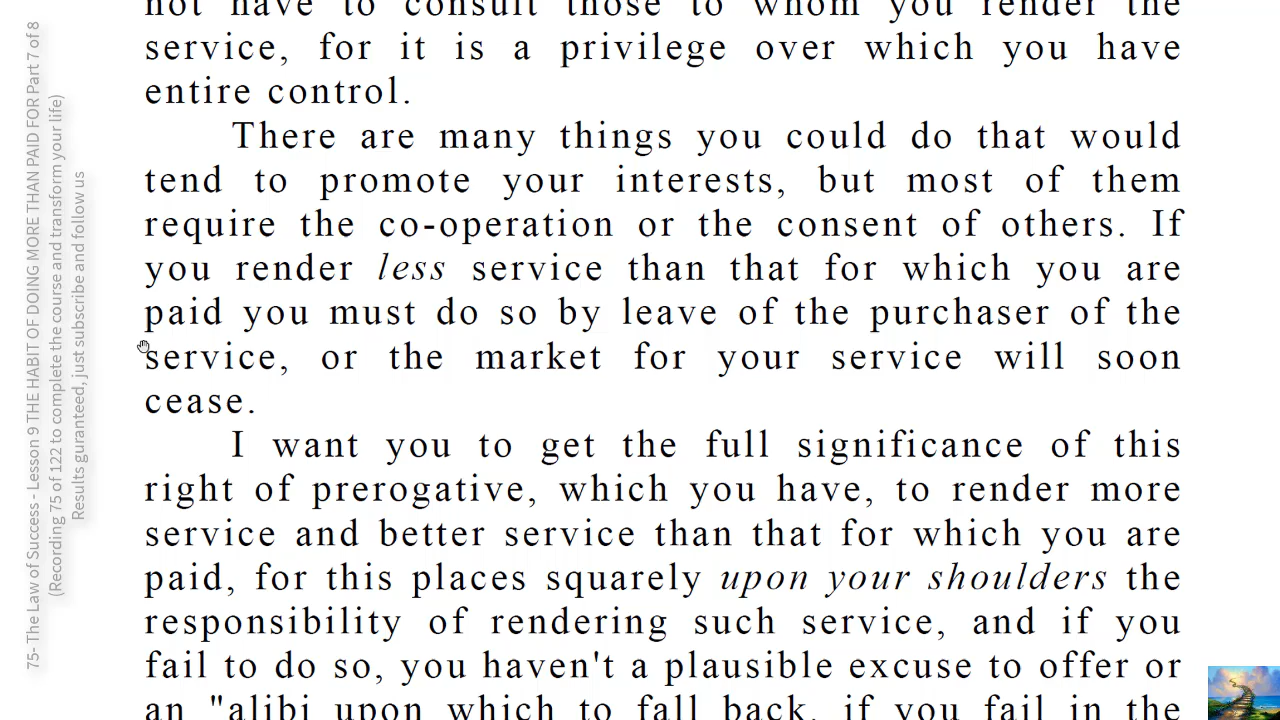 not have to consult those to whom you render the
service, for it is a privilege over which you have
entire control.
There are many things you could do that would
tend to promote your interests, but most of them
require the co-operation or the consent of others. If
you render less service than that for which you are
paid you must do so by leave of the purchaser of the
service, or the market for your service will soon
cease.
I want you to get the full significance of this
right of prerogative, which you have, to render more
service and better service than that for which you are
paid, for this places squarely upon your shoulders the
responsibility of rendering such service, and if you
fail to do so, you haven't a plausible excuse to offer or
an "alibi upon which to fall back, if you fail in the
75- The Law of Success - Lesson 9 THE HABIT OF DOING MORE THAN PAID FOR Part 7 of 8
(Recording 75 of 122 to complete the course and transform your life)
Results guranteed, just subscribe and follow us